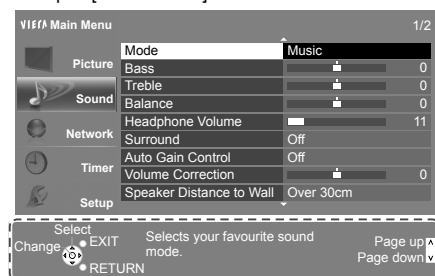 VIErA Main Menu 1/2
Picture
Sound
Network
Timer
Setup
Mode Music
Bass 0
Treble 0
Balance 0
Headphone Volume 11
Surround Off
Auto Gain Control Off
Volume Correction 0
Speaker Distance to Wall Over 30cm
Select
Change
EXIT
RETURN
Selects your favourite sound
mode.
Page up
Page down